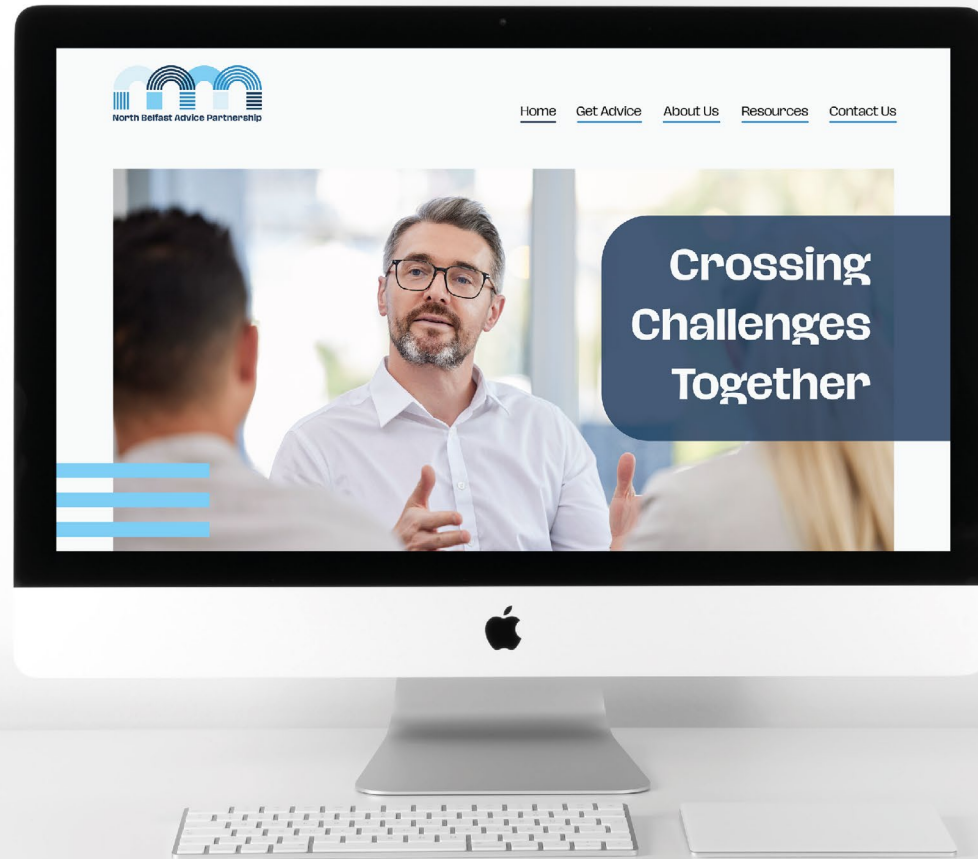 North Belfast Advice Partnership
Home Get Advice About Us Resources Contact Us
Crossing
Challenges
Together